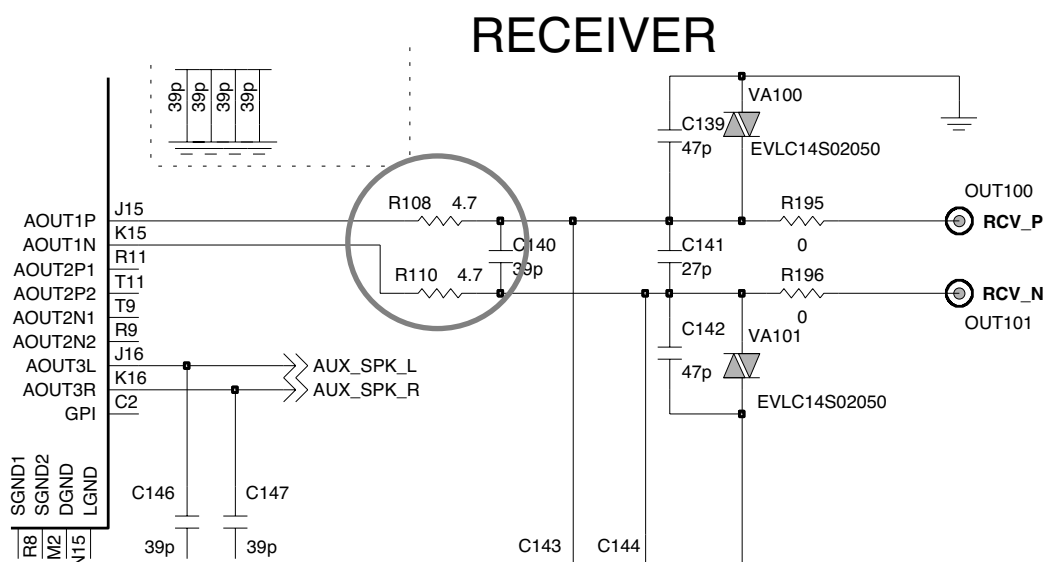 RECEIVER
39p
39p
39p
39p
VA100
C139
47p
EVLC14S02050
OUT100
AOUT1P
J15
R108 4.7
R195
RCV_P
AOUT1N
K15
C140
39p
C141
27p
0
AOUT2P1
R11
R110 4.7
R196
AOUT2P2
T11
RCV_N
AOUT2N1
T9
0
OUT101
AOUT2N2
R9
C142
VA101
AOUT3L
J16
AUX_SPK_L
47p
AOUT3R
K16
AUX_SPK_R
EVLC14S02050
GPI
C2
SGND1
SGND2
DGND
LGND
C146
C147
R8
M2
N15
39p
39p
C143
C144